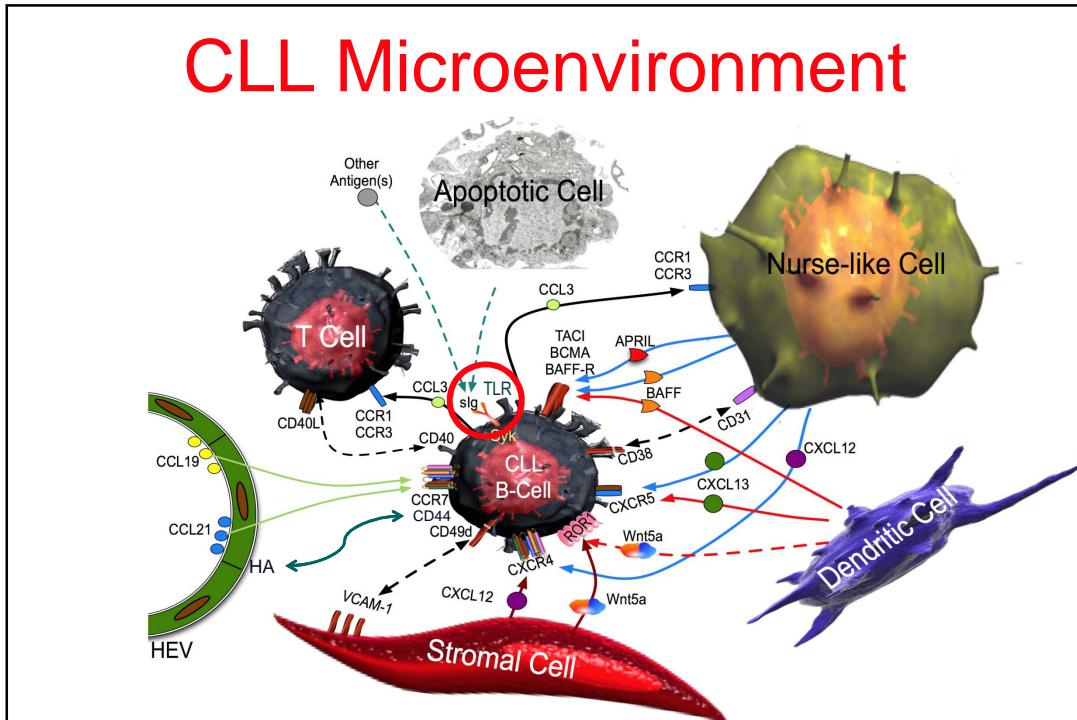 CLL Microenvironment
Other
Antigen(s)
Apoptotic Cell
Nurse-like Cell
CCR1
CCR3
CCL3
T Cell
TACI
BCMA
BAFF-R
APRIL
BAFF
CCL3
sIg
TLR
Syk
CD31
CD40L
CCR1
CCR3
CD40
CLL
B-Cell
CD38
CXCL12
CCL19
CXCL13
CCR7
CD44
CD49d
CXCR5
CCL21
ROR1
Wnt5a
Dendritic Cell
HA
CXCR4
VCAM-1
CXCL12
Wnt5a
HEV
Stromal Cell